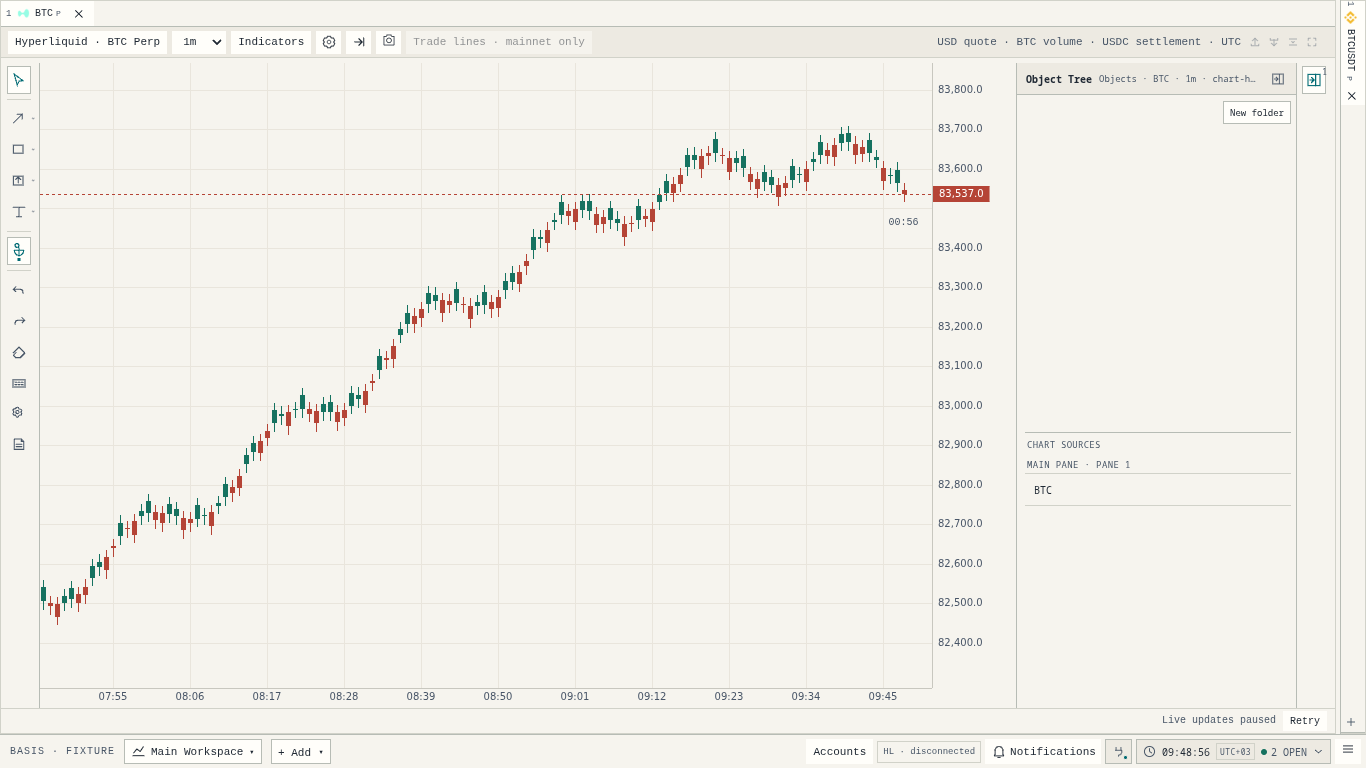 1 BTC P
Hyperliquid · BTC Perp 1m Indicators Trade lines · mainnet only USD quote · BTC volume · USDC settlement · UTC
Object Tree Objects · BTC · 1m · chart-h…
1
New folder
83,800.0
83,700.0
83,600.0
83,537.0
00:56
83,400.0
83,300.0
83,200.0
83,100.0
83,000.0
82,900.0
82,800.0
82,700.0
82,600.0
82,500.0
82,400.0
CHART SOURCES
MAIN PANE · PANE 1
BTC
07:55 08:06 08:17 08:28 08:39 08:50 09:01 09:12 09:23 09:34 09:45
Live updates paused Retry
BASIS · FIXTURE Main Workspace + Add Accounts HL · disconnected Notifications 09:48:56 UTC+03 2 OPEN
1 BTCUSDT P